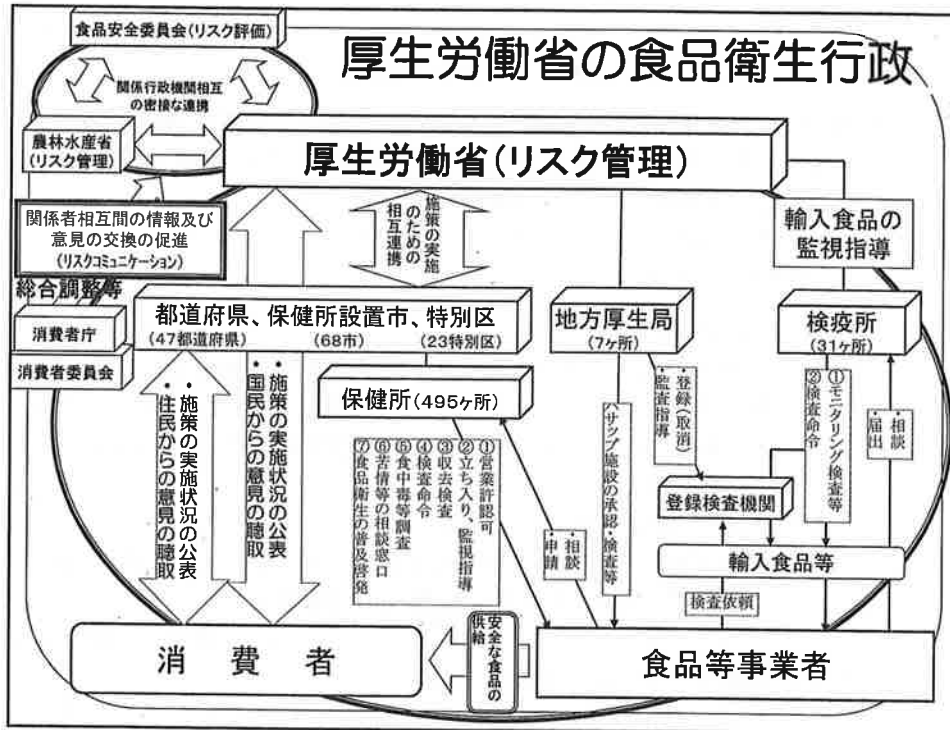 厚生労働省の食品衛生行政
食品安全委員会(リスク評価)
関係行政機関相互
の密接な連携
農林水産省
(リスク管理)
厚生労働省(リスク管理)
関係者相互間の情報及び
意見の交換の促進
(リスクコミュニケーション)
総合調整等
消費者庁
消費者委員会
施策の実施
のための
相互連携
輸入食品の
監視指導
都道府県、保健所設置市、特別区
(47都道府県) (68市) (23特別区)
地方厚生局
(7ヶ所)
検疫所
(31ヶ所)
保健所(495ヶ所)
・施策の実施状況の公表
・住民からの意見の聴取
・施策の実施状況の公表
・国民からの意見の聴取
①営業許認可
②立ち入り、監視指導
③収去検査
④検査命令
⑤食中毒等調査
⑥苦情等の相談窓口
⑦食品衛生の普及啓発
・相談
・申請
ハサップ施設の承認・検査等
・登録(取消)
・監査指導
①モニタリング検査等
②検査命令
・相談
・届出
登録検査機関
輸入食品等
検査依頼
消費者
安全な食品の
供給
食品等事業者